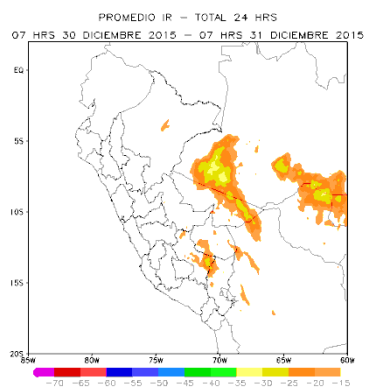 PROMEDIO IR – TOTAL 24 HRS
07 HRS 30 DICIEMBRE 2015 – 07 HRS 31 DICIEMBRE 2015
EQ
5S
10S
15S
20S
85W 80W 75W 70W 65W 60W
-70 -65 -60 -55 -50 -45 -40 -35 -30 -25 -20 -15